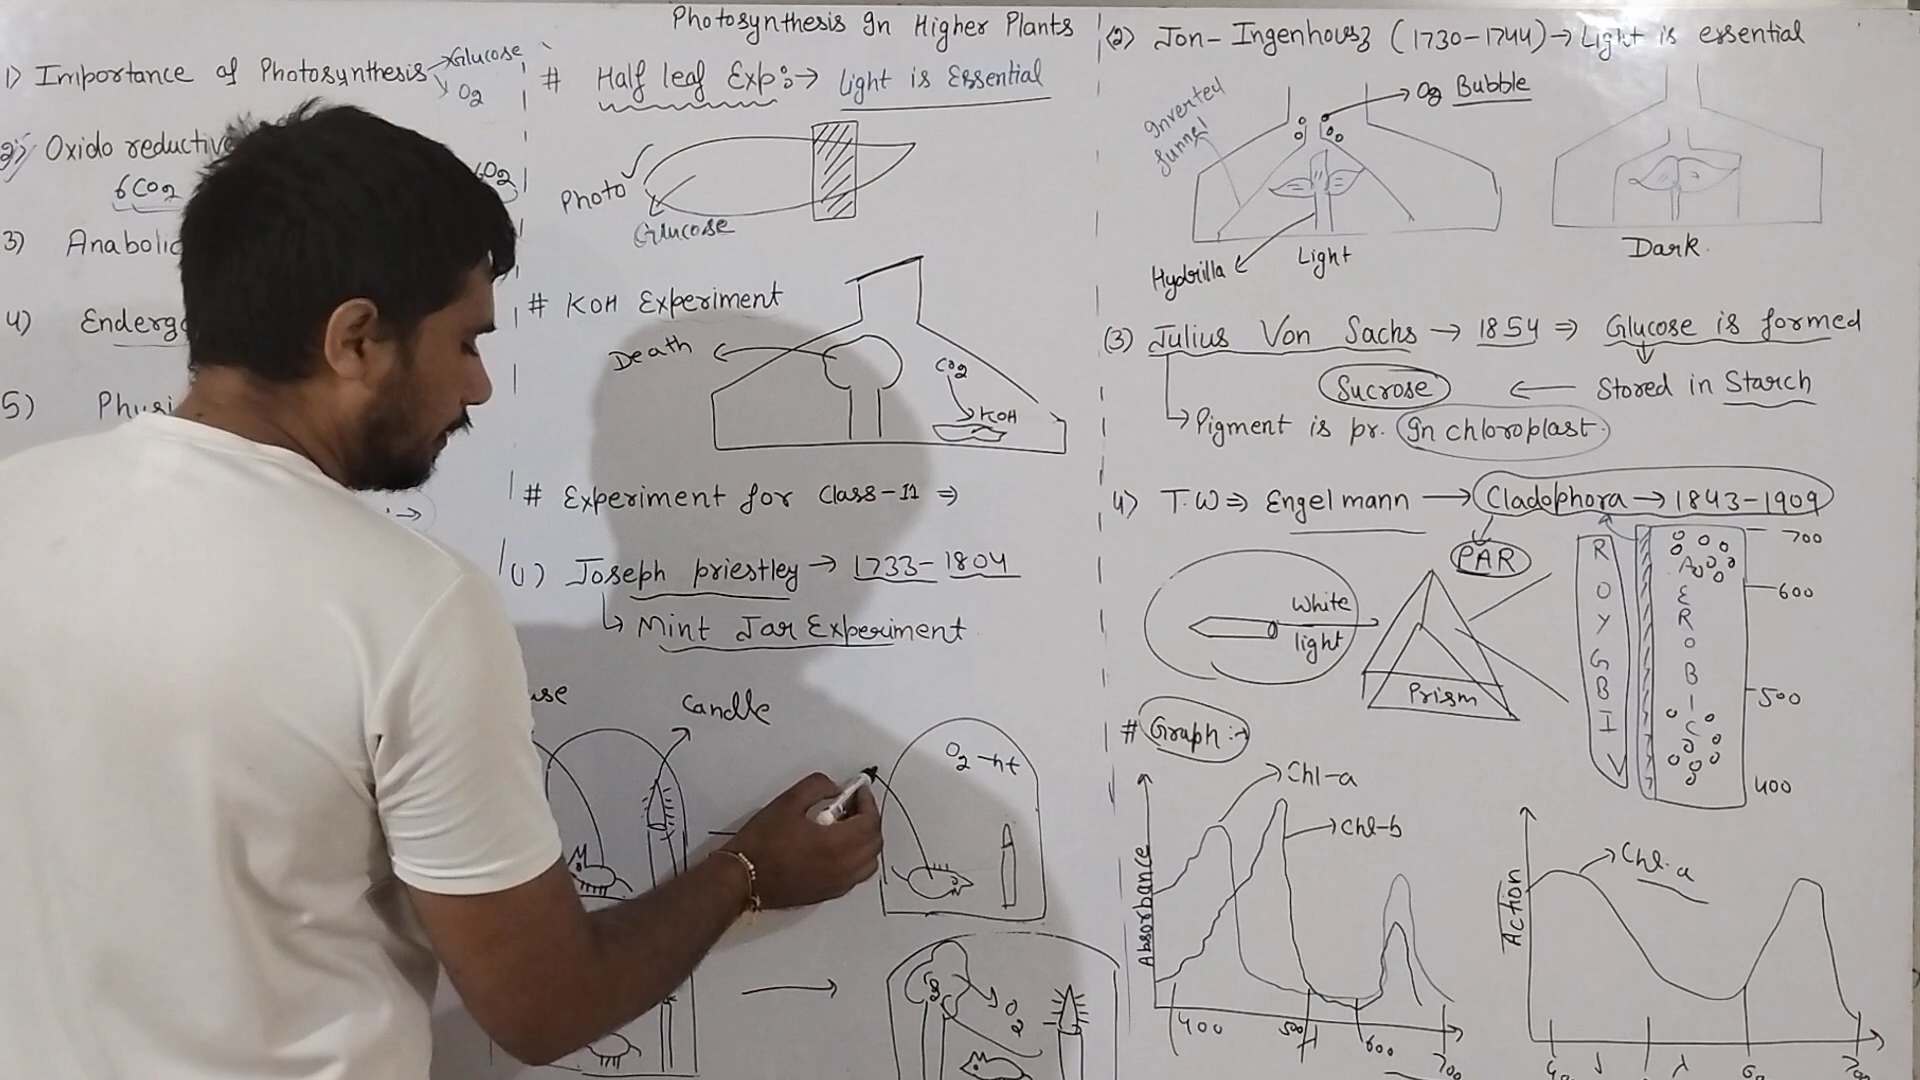 Photosynthesis In Higher Plants
1) Importance of Photosynthesis → Glucose
O2
2) Oxido reductive
6CO2
6O2
3) Anabolic
4) Enderg
5) Physi
# Half leaf Exp:→ Light is Essential
Photo
Glucose
# KOH Experiment
Death
CO2
KOH
# Experiment for Class-11 ⇒
(1) Joseph priestley → 1733-1804
↳ Mint Jar Experiment
use
Candle
O2 -nt
O2
(2) Jon-Ingenhousz (1730-1744) → Light is essential
Inverted
funnel
O2 Bubble
Hydrilla
Light
Dark.
(3) Julius Von Sachs → 1854 ⇒ Glucose is formed
Sucrose ← Stored in Starch
↳ Pigment is pr. In chloroplast.
4) T.W ⇒ Engelmann → Cladophora → 1843-1909
PAR
White
light
Prism
R
O
Y
G
B
I
V
A
E
R
O
B
I
C
700
600
500
400
# Graph:→
Chl-a
Chl-b
Absorbance
400
500
600
700
Chl-a
Action
λ